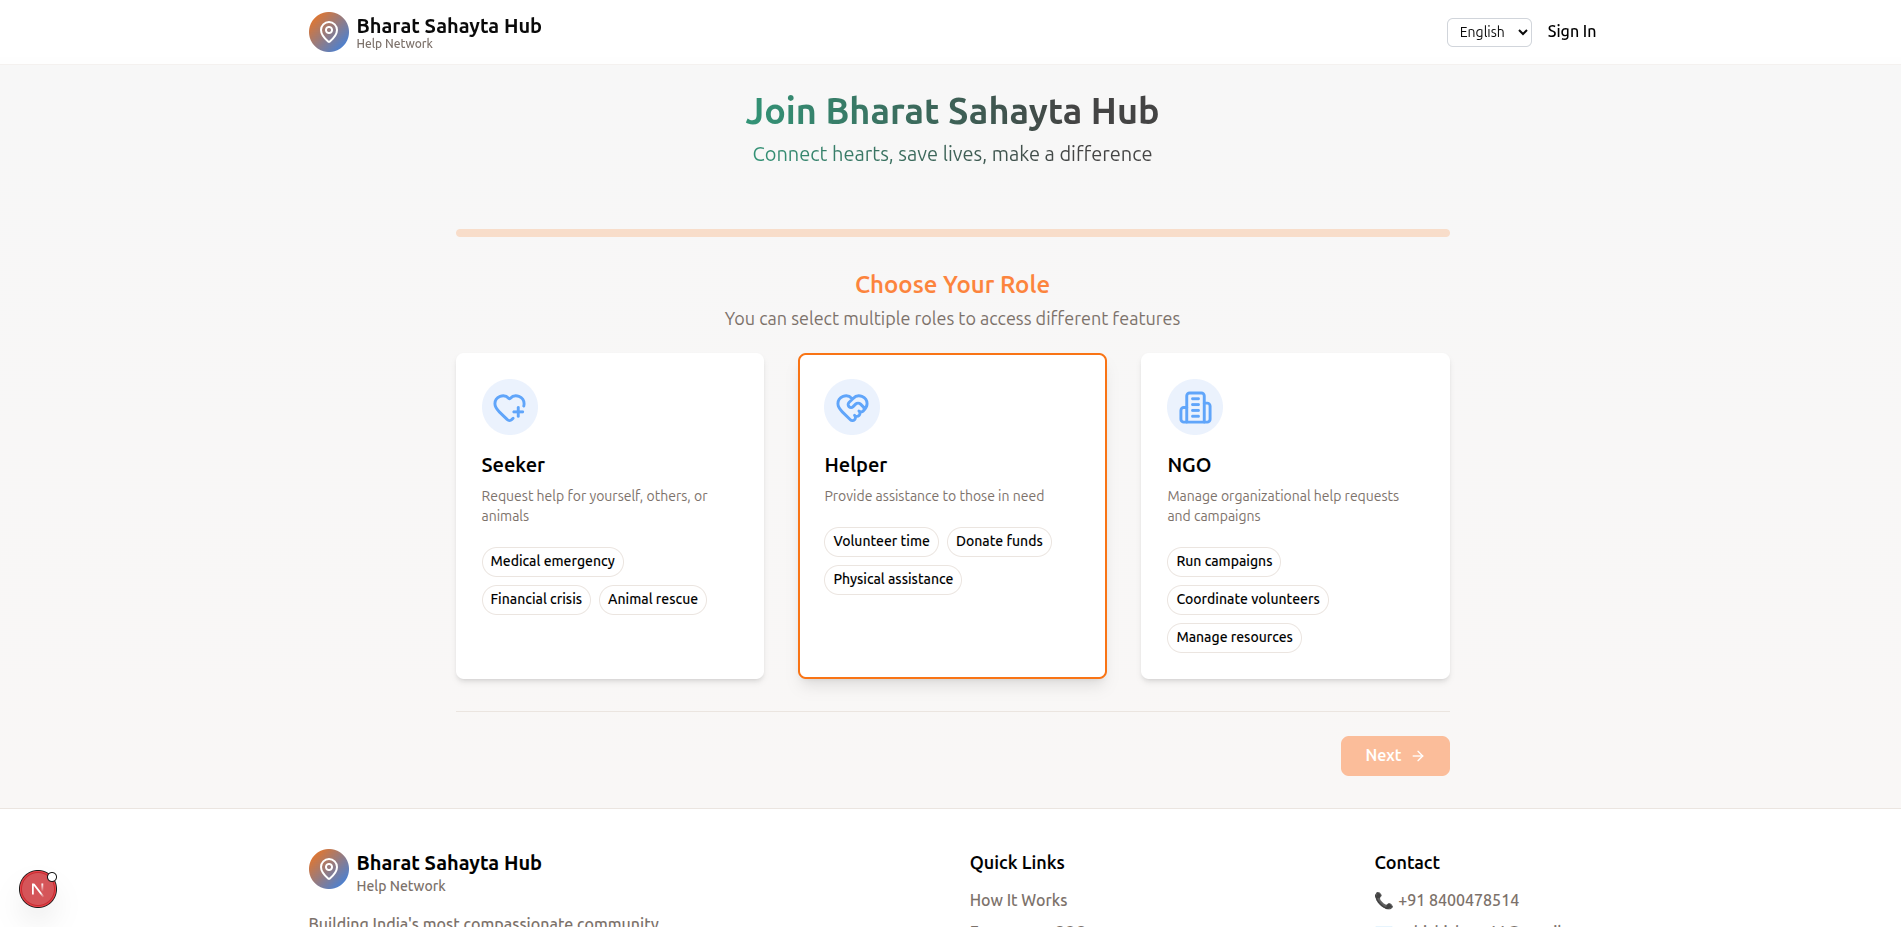 Bharat Sahayta Hub
Help Network
English
Sign In
Join Bharat Sahayta Hub
Connect hearts, save lives, make a difference
Choose Your Role
You can select multiple roles to access different features
Seeker
Request help for yourself, others, or
animals
Medical emergency
Financial crisis
Animal rescue
Helper
Provide assistance to those in need
Volunteer time
Donate funds
Physical assistance
NGO
Manage organizational help requests
and campaigns
Run campaigns
Coordinate volunteers
Manage resources
Next
Bharat Sahayta Hub
Help Network
Building India's most compassionate community
Quick Links
How It Works
Contact
+91 8400478514
N